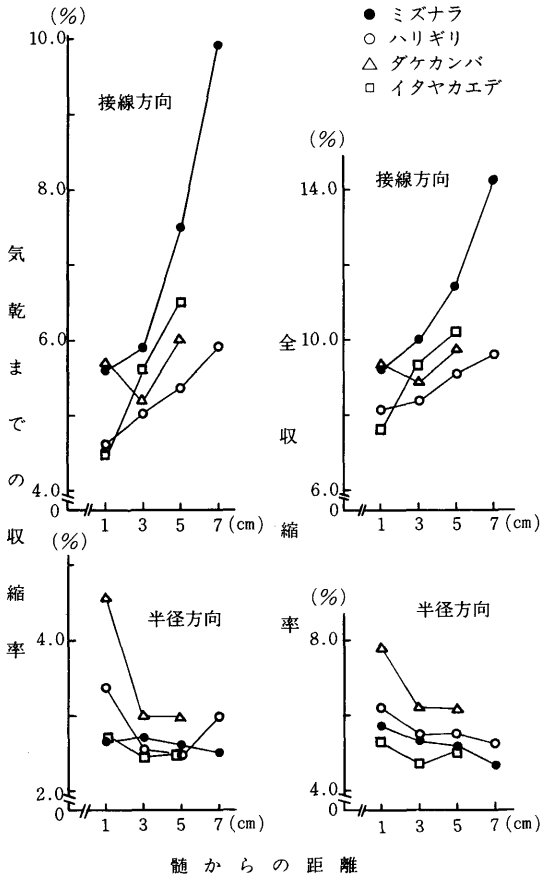 ● ミズナラ
○ ハリギリ
△ ダケカンバ
□ イタヤカエデ
気乾までの収縮率
(%)
接線方向
10.0
8.0
6.0
4.0
0
1 3 5 7 (cm)
全収縮率
(%)
接線方向
14.0
10.0
6.0
0
1 3 5 7 (cm)
(%)
半径方向
4.0
2.0
0
1 3 5 7 (cm)
(%)
半径方向
8.0
4.0
0
1 3 5 7 (cm)
髄からの距離